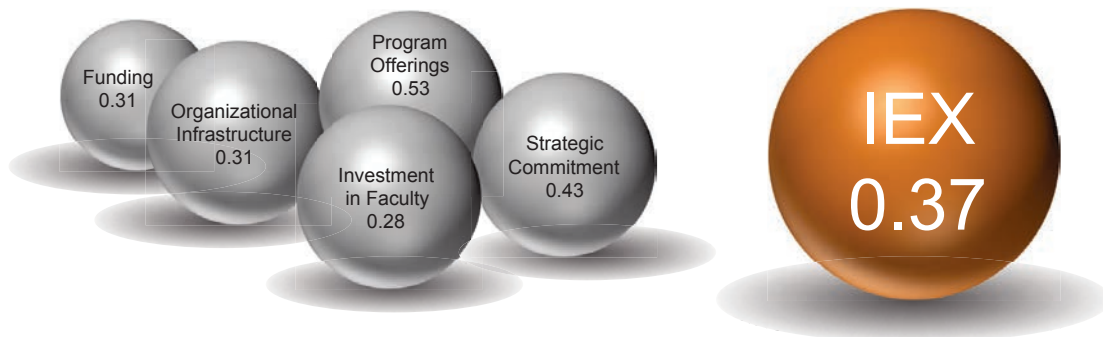 Funding
0.31
Organizational
Infrastructure
0.31
Program
Offerings
0.53
Investment
in Faculty
0.28
Strategic
Commitment
0.43
IEX
0.37